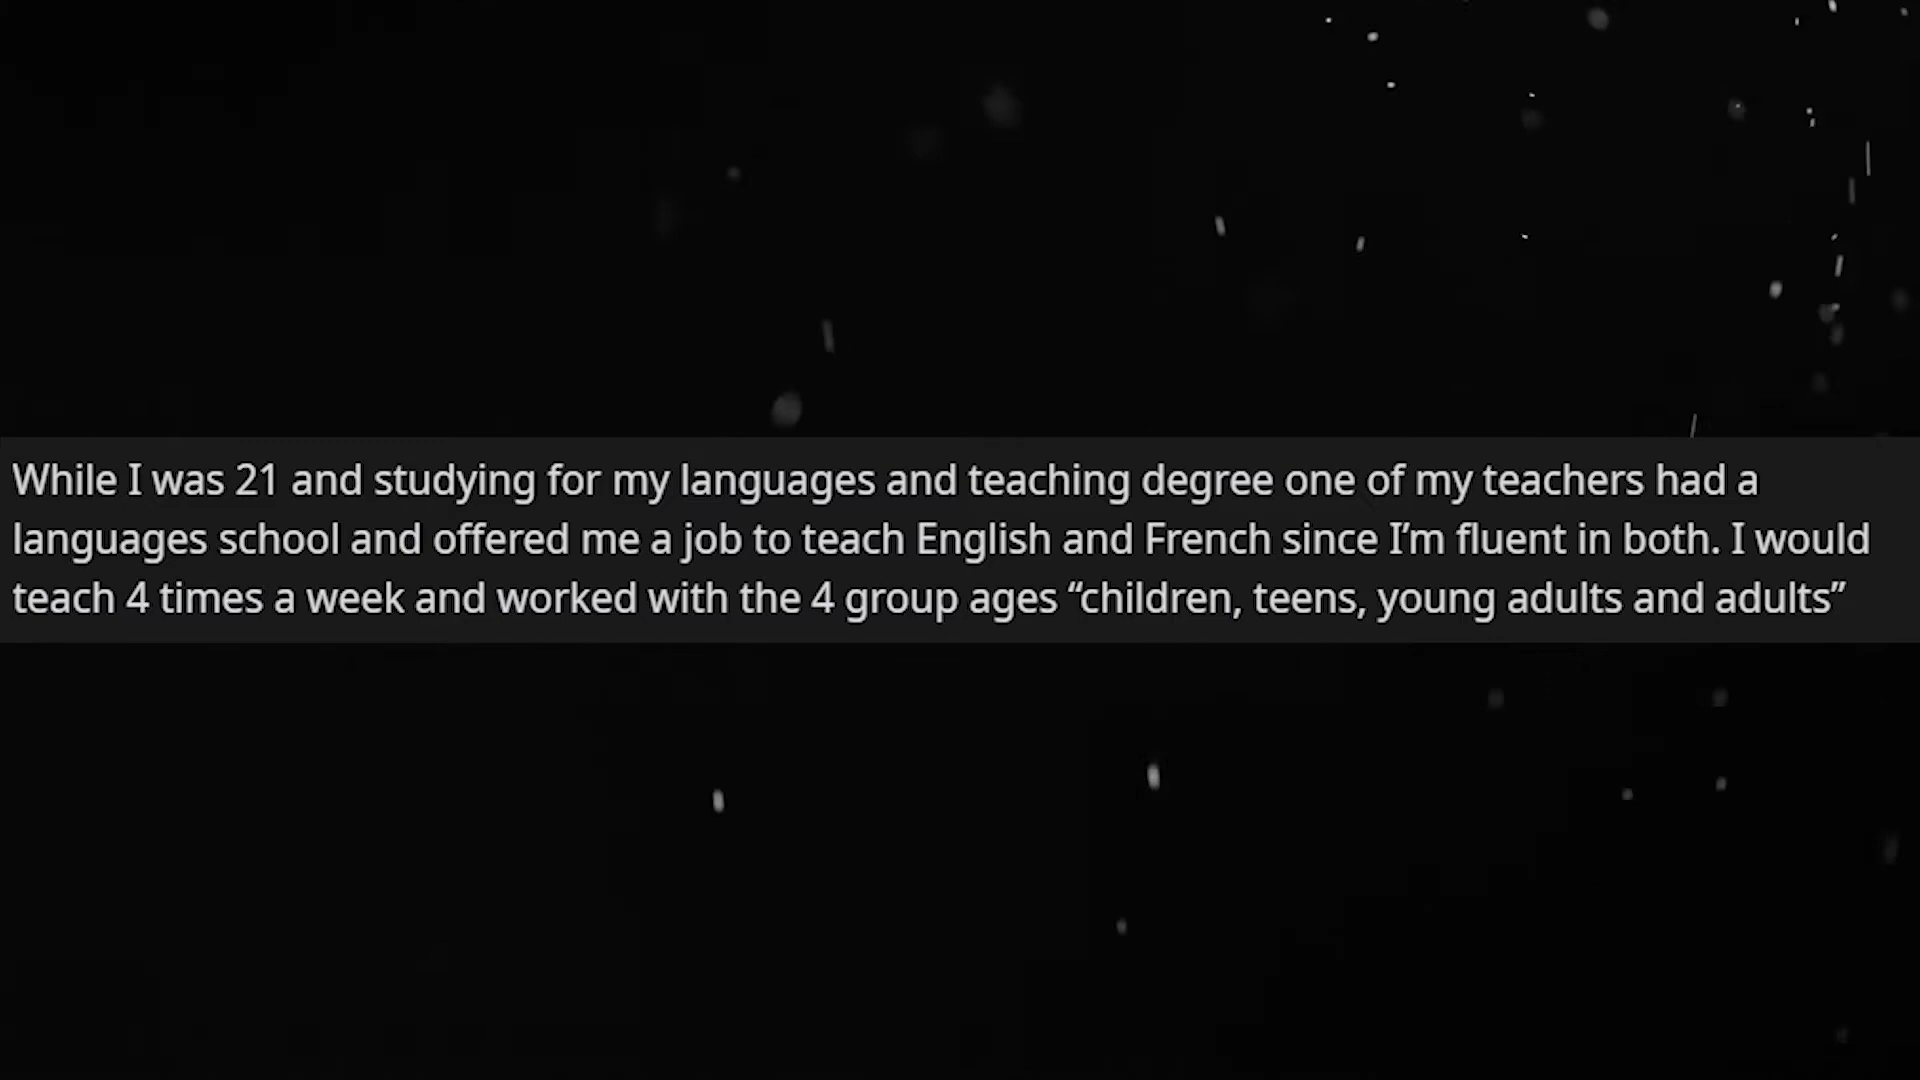 While I was 21 and studying for my languages and teaching degree one of my teachers had a
languages school and offered me a job to teach English and French since I’m fluent in both. I would
teach 4 times a week and worked with the 4 group ages “children, teens, young adults and adults”